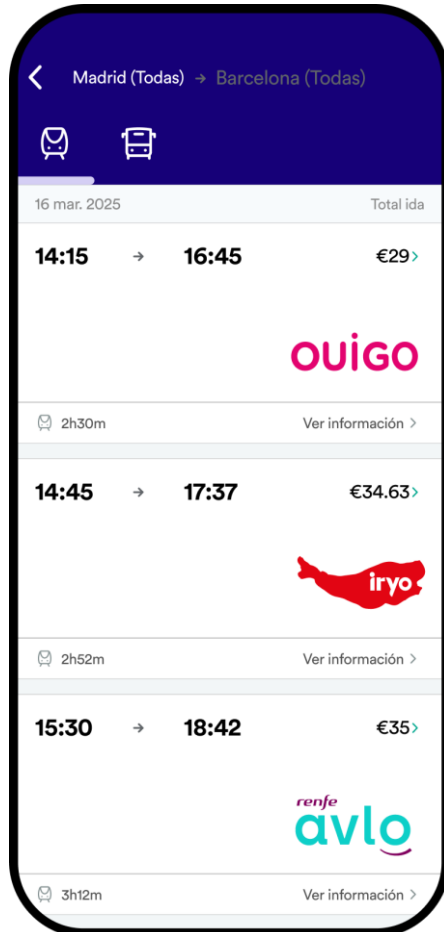 Madrid (Todas) → Barcelona (Todas)
16 mar. 2025 Total ida
14:15 → 16:45 €29 >
OUIGO
2h30m Ver información >
14:45 → 17:37 €34.63 >
iryo
2h52m Ver información >
15:30 → 18:42 €35 >
renfe
avlo
3h12m Ver información >